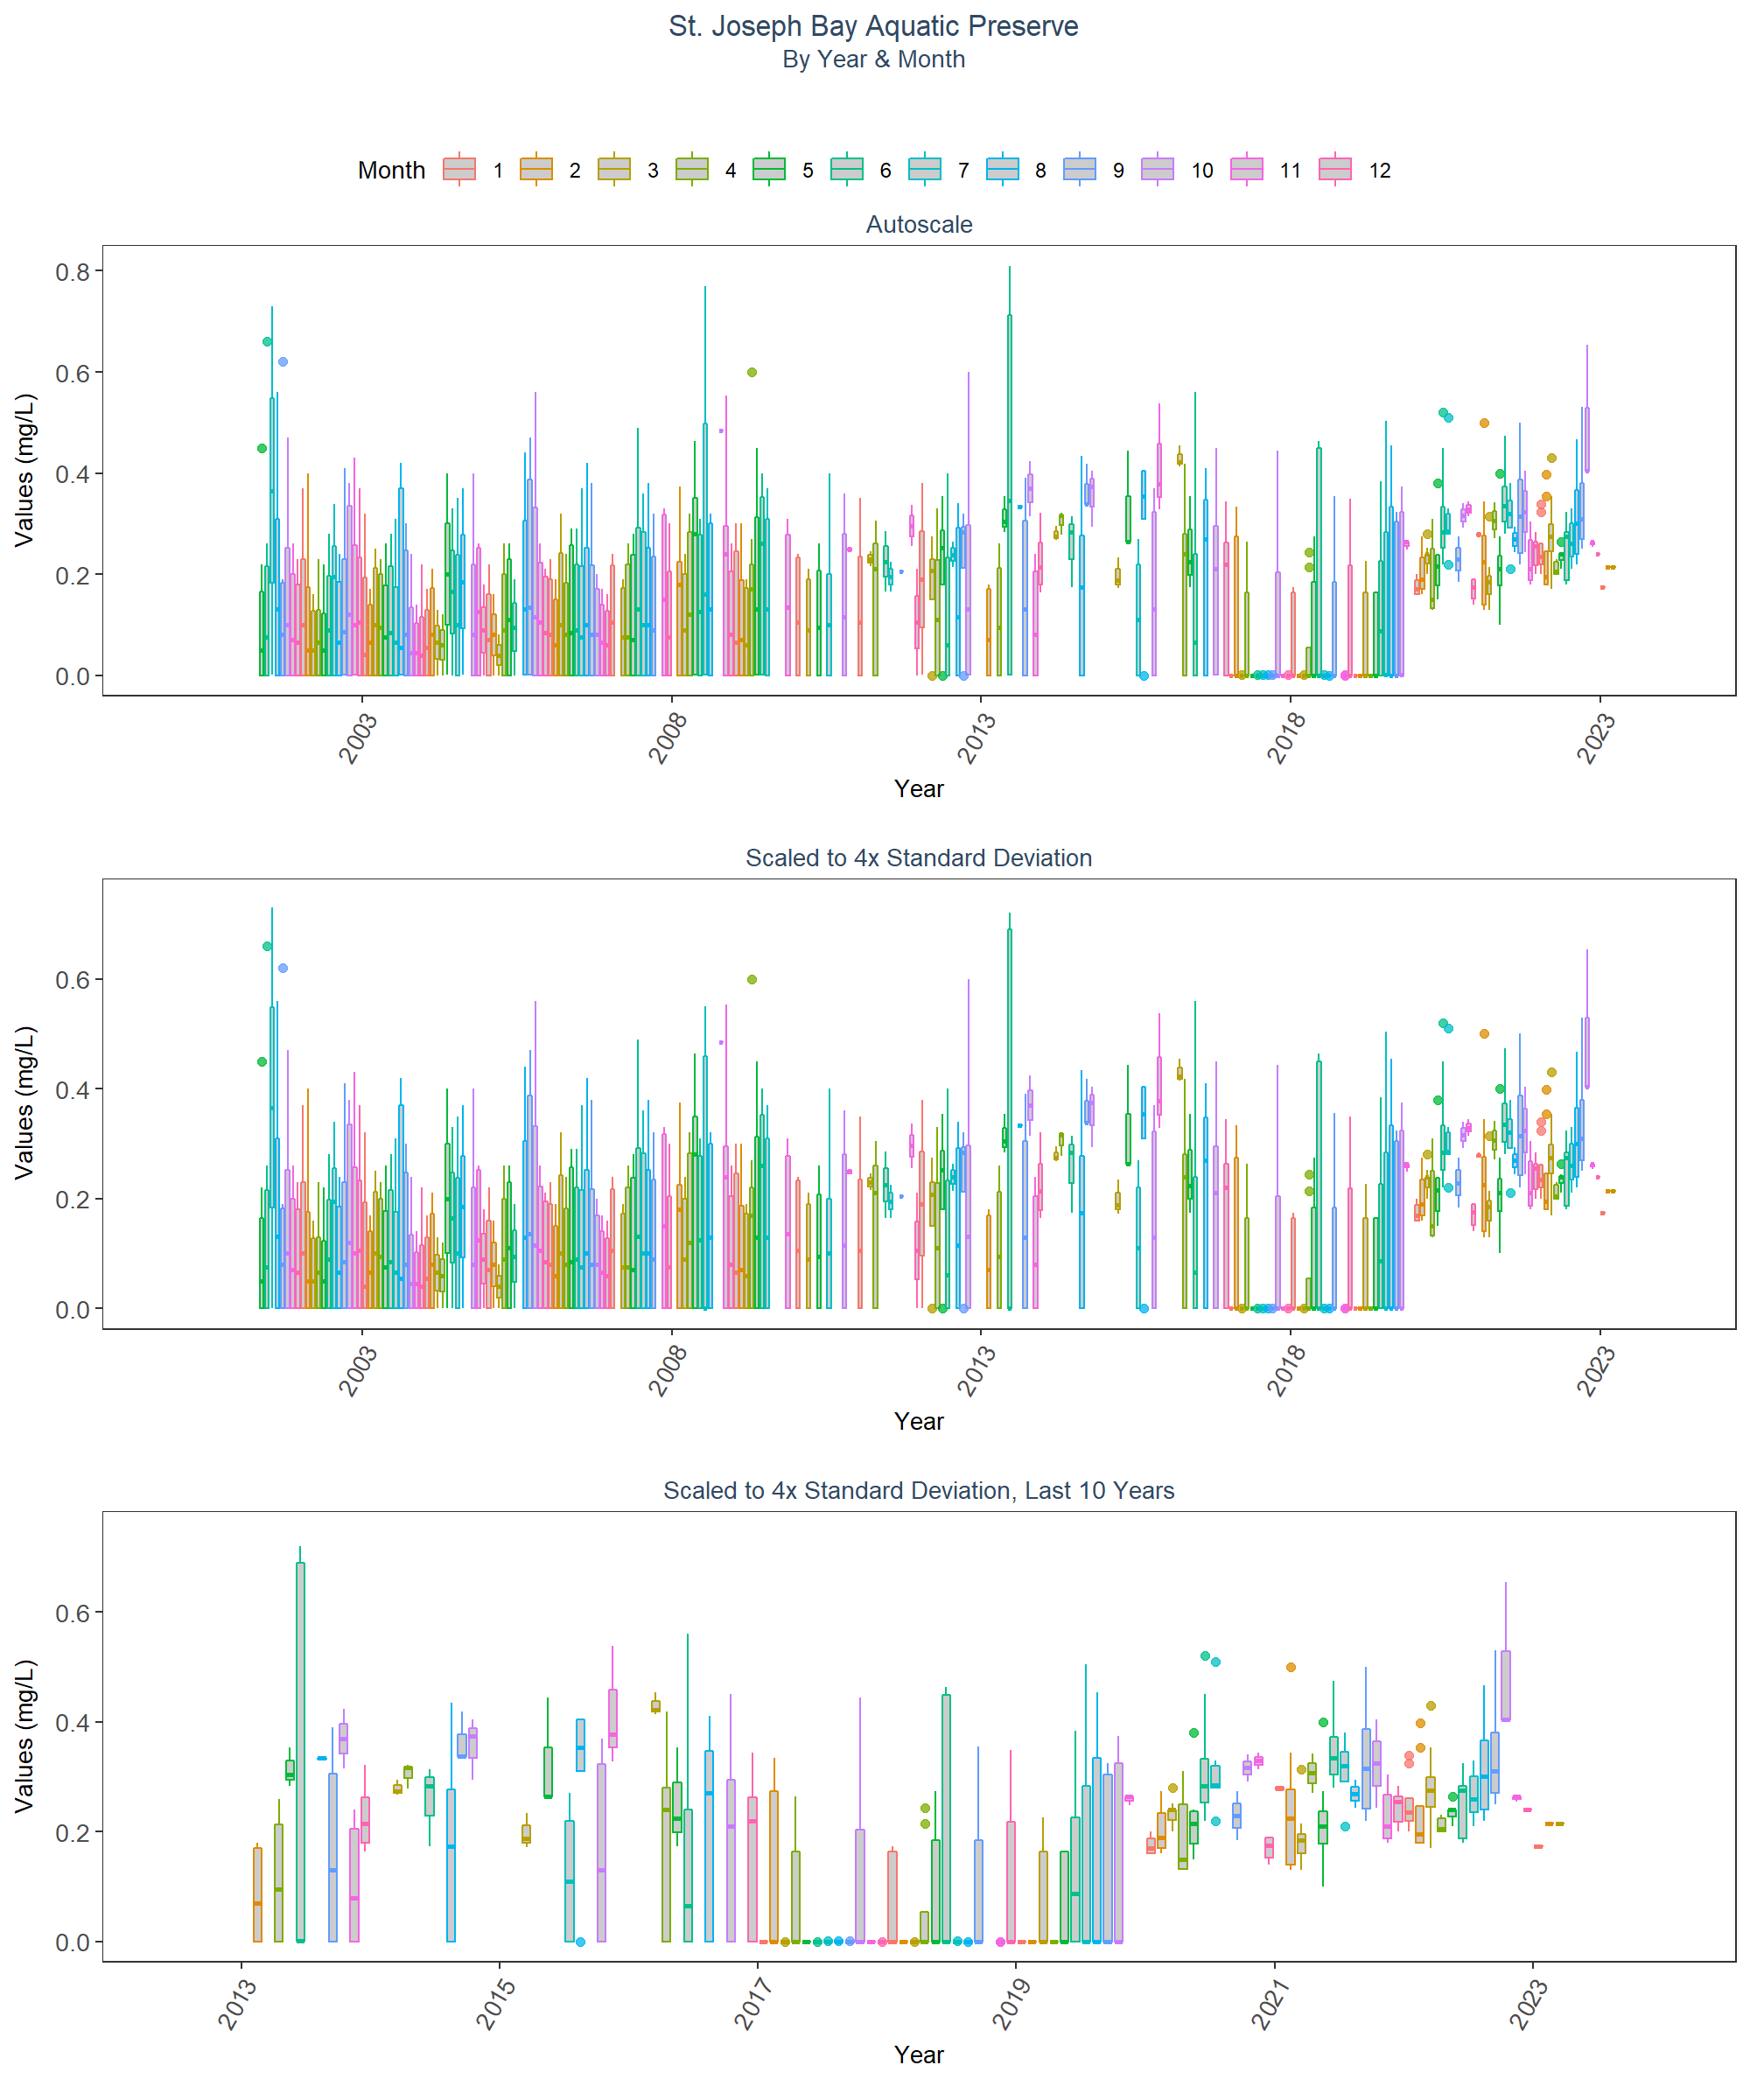 St. Joseph Bay Aquatic Preserve
By Year & Month
Month 1 2 3 4 5 6 7 8 9 10 11 12
Autoscale
Values (mg/L)
0.8
0.6
0.4
0.2
0.0
2003 2008 2013 2018 2023
Year
Scaled to 4x Standard Deviation
Values (mg/L)
0.6
0.4
0.2
0.0
2003 2008 2013 2018 2023
Year
Scaled to 4x Standard Deviation, Last 10 Years
Values (mg/L)
0.6
0.4
0.2
0.0
2013 2015 2017 2019 2021 2023
Year